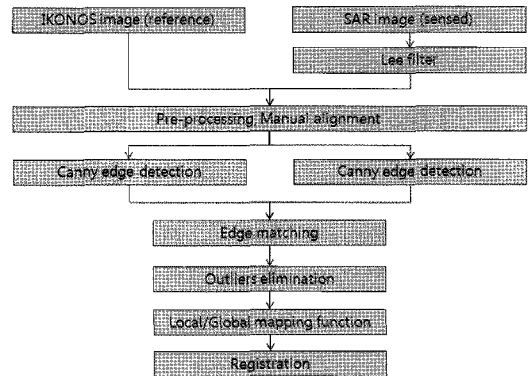 IKONOS image (reference)
SAR image (sensed)
Lee filter
Pre-processing Manual alignment
Canny edge detection
Canny edge detection
Edge matching
Outliers elimination
Local/Global mapping function
Registration